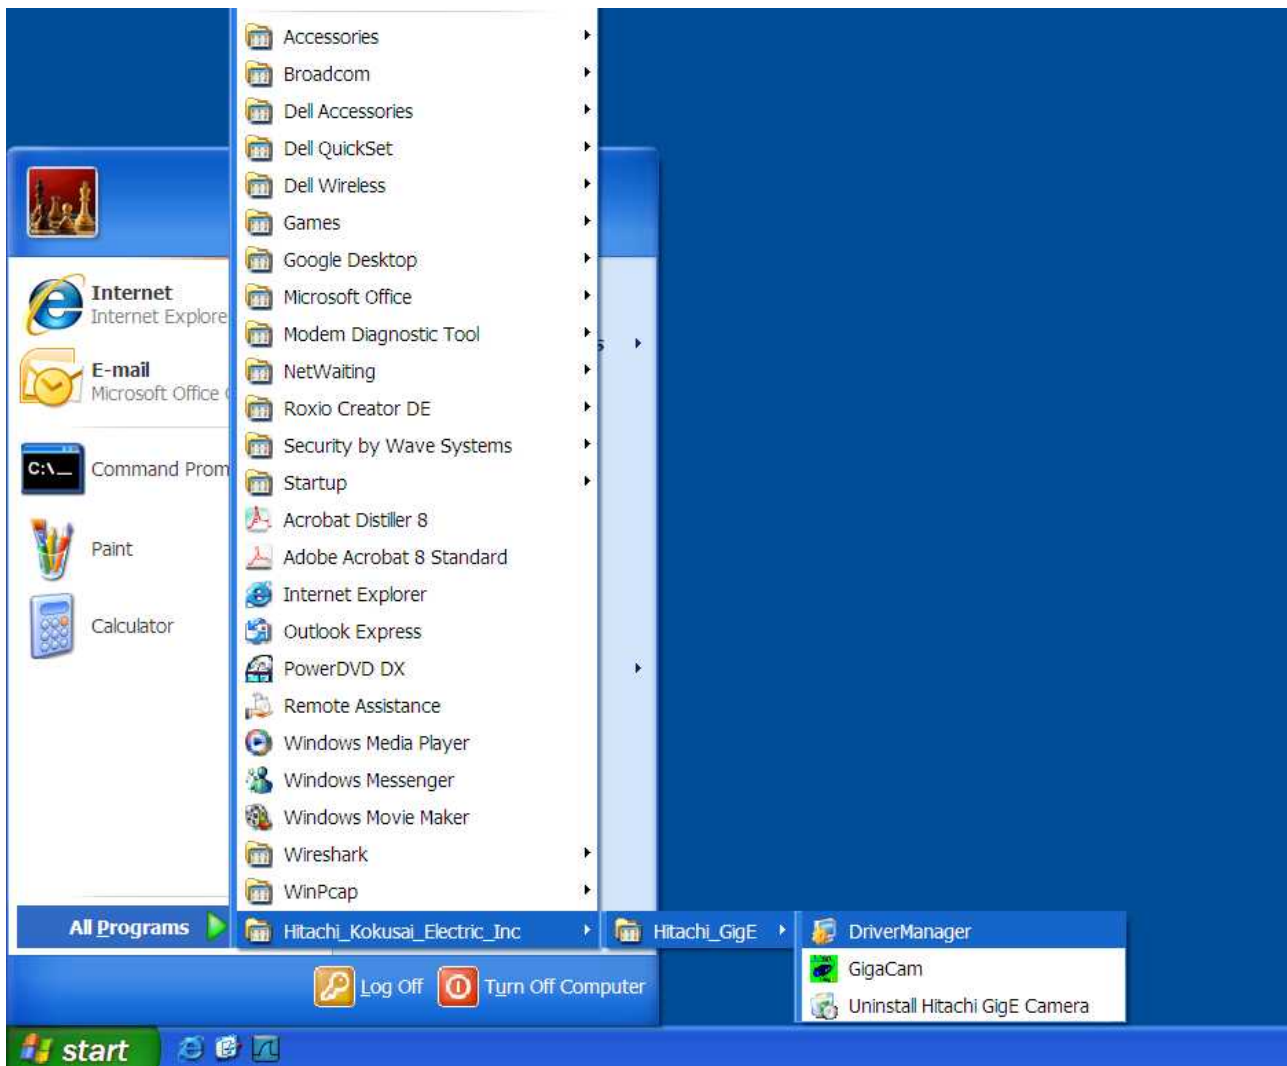 Accessories
Broadcom
Dell Accessories
Dell QuickSet
Dell Wireless
Games
Google Desktop
Microsoft Office
Modem Diagnostic Tool
NetWaiting
Roxio Creator DE
Security by Wave Systems
Startup
Acrobat Distiller 8
Adobe Acrobat 8 Standard
Internet Explorer
Outlook Express
PowerDVD DX
Remote Assistance
Windows Media Player
Windows Messenger
Windows Movie Maker
Wireshark
WinPcap
Hitachi_Kokusai_Electric_Inc
Hitachi_GigE
DriverManager
GigaCam
Uninstall Hitachi GigE Camera
Internet
Internet Explore
E-mail
Microsoft Office
C:\_
Command Prom
Paint
Calculator
All Programs
Log Off
Turn Off Computer
start